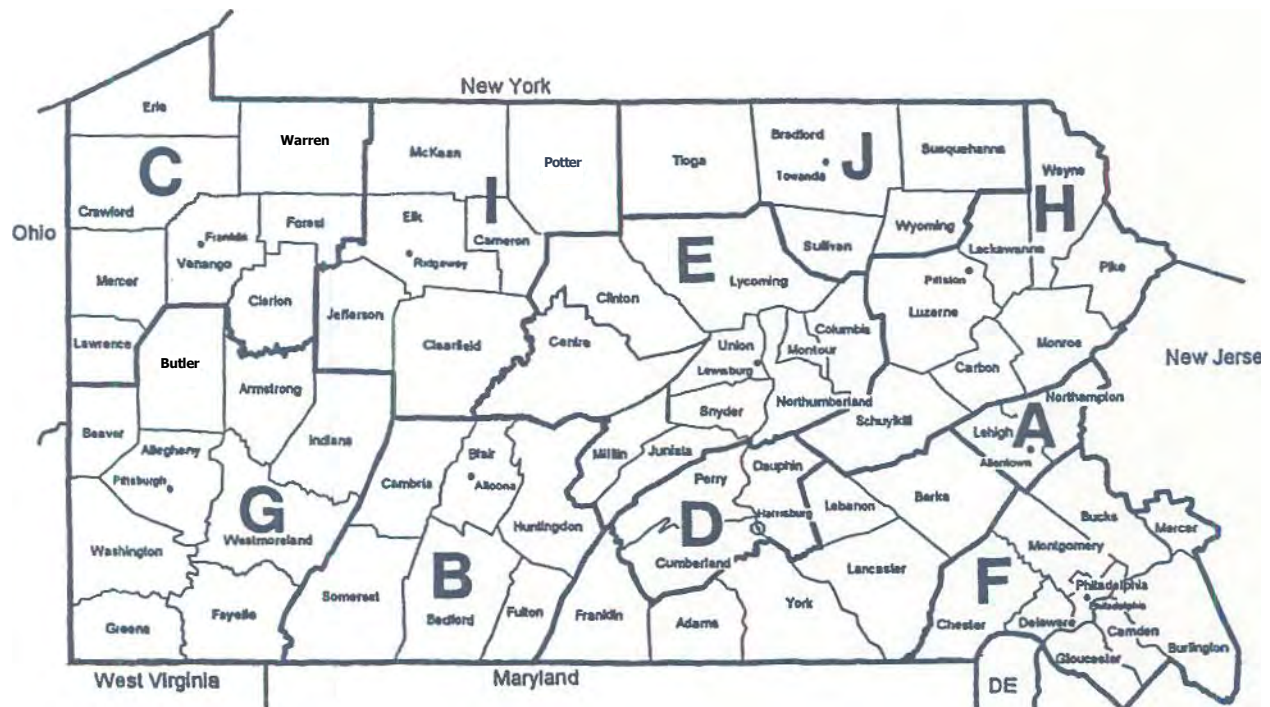 New York
Erie
Warren
McKean
Potter
Tioga
Bradford
J
Towanda
Susquehanna
Wayne
C
I
H
Crawford
Ohio
Franklin
Venango
Forest
Elk
Ridgeway
Cameron
E
Sullivan
Wyoming
Lackawanna
Pike
Mercer
Clarion
Jefferson
Clearfield
Clinton
Lycoming
Pittston
Luzerne
Lawrence
Butler
Armstrong
Centre
Union
Lewisburg
Montour
Columbia
Carbon
Monroe
New Jerse
Snyder
Northumberland
Schuylkill
Northampton
Lehigh
A
Allentown
Beaver
Allegheny
Pittsburgh
Indiana
Cambria
Blair
Altoona
Mifflin
Juniata
Perry
Dauphin
Harrisburg
Lebanon
Berks
Bucks
Mercer
Washington
G
Westmoreland
Huntingdon
D
Cumberland
Montgomery
Lancaster
F
Philadelphia
Philadelphia
Greene
Fayette
Somerset
B
Bedford
Fulton
Franklin
Adams
York
Chester
Delaware
Camden
Gloucester
Burlington
West Virginia
Maryland
DE